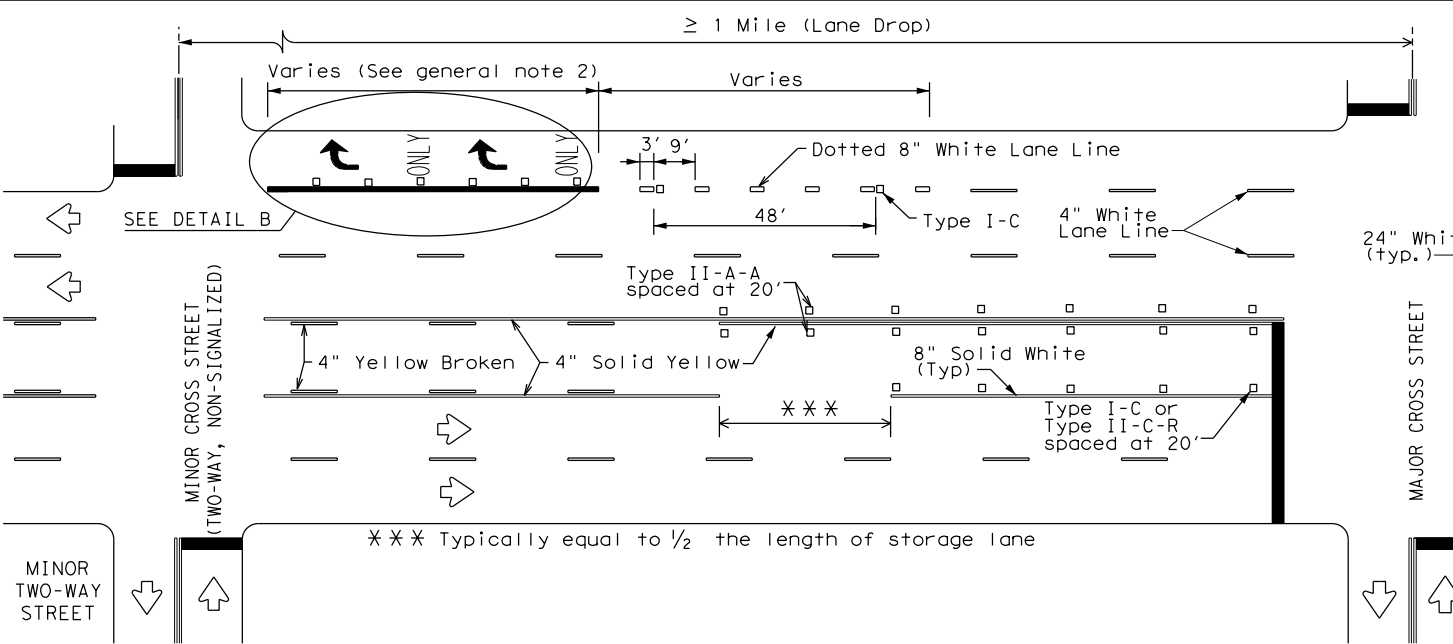 ≥ 1 Mile (Lane Drop)
Varies (See general note 2)
Varies
ONLY
ONLY
3' 9'
Dotted 8" White Lane Line
SEE DETAIL B
48'
Type I-C
4" White
Lane Line
24" Whi
(typ.)
Type II-A-A
spaced at 20'
MINOR CROSS STREET
(TWO-WAY, NON-SIGNALIZED)
4" Yellow Broken
4" Solid Yellow
8" Solid White
(Typ)
***
Type I-C or
Type II-C-R
spaced at 20'
MAJOR CROSS STREET
*** Typically equal to 1/2 the length of storage lane
MINOR
TWO-WAY
STREET